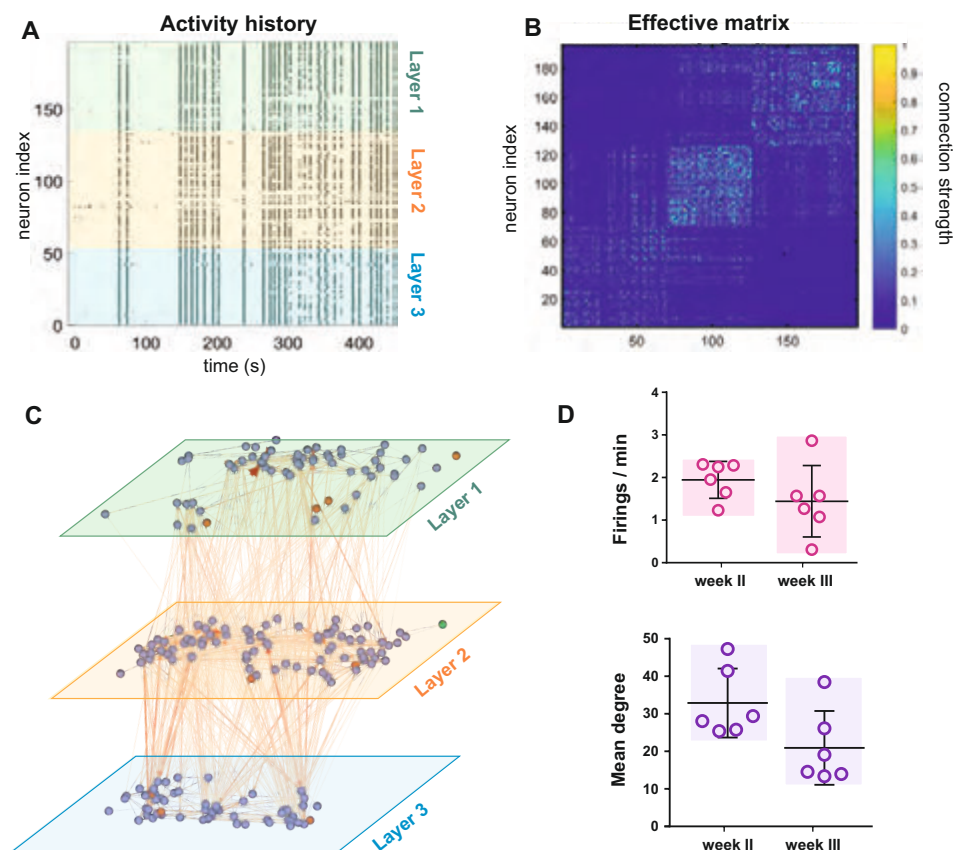 A
Activity history
neuron index
150
100
50
0
0
100
200
300
400
time (s)
Layer 1
Layer 2
Layer 3
B
Effective matrix
neuron index
180
160
140
120
100
80
60
40
20
50
100
150
1
0.9
0.8
0.7
0.6
0.5
0.4
0.3
0.2
0.1
0
connection strength
C
Layer 1
Layer 2
Layer 3
D
Firings / min
4
3
2
1
0
week II
week III
Mean degree
50
40
30
20
10
0
week II
week III